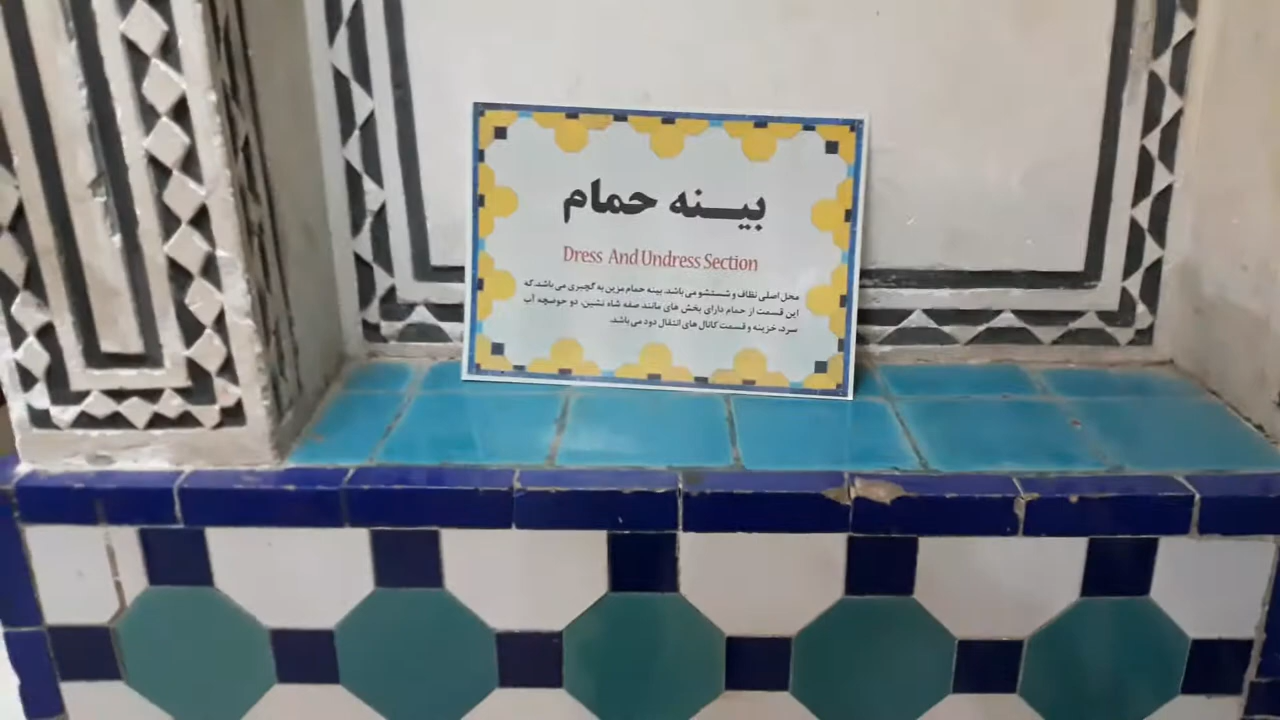 بینه حمام
Dress And Undress Section
محل اصلی نظاف و شستشو می باشد. بینه حمام مزین به گچبری می باشد.که
این قسمت از حمام دارای بخش های مانند صفه شاه نشین، دو حوضچه آب
سرد، خزینه و قسمت کانال های انتقال دود می باشد.